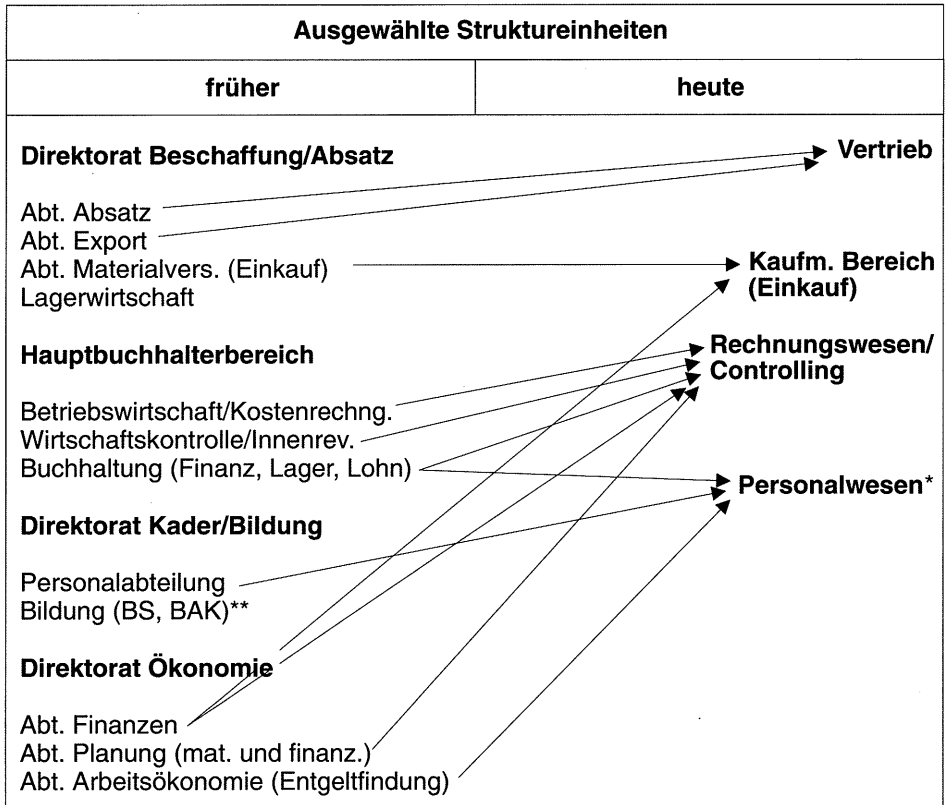 Ausgewählte Struktureinheiten
früher
heute
Direktorat Beschaffung/Absatz
Vertrieb
Abt. Absatz
Abt. Export
Abt. Materialvers. (Einkauf)
Kaufm. Bereich
Lagerwirtschaft
(Einkauf)
Hauptbuchhalterbereich
Rechnungswesen/
Controlling
Betriebswirtschaft/Kostenrechng.
Wirtschaftskontrolle/Innenrev.
Buchhaltung (Finanz, Lager, Lohn)
Personalwesen*
Direktorat Kader/Bildung
Personalabteilung
Bildung (BS, BAK)**
Direktorat Ökonomie
Abt. Finanzen
Abt. Planung (mat. und finanz.)
Abt. Arbeitsökonomie (Entgeltfindung)